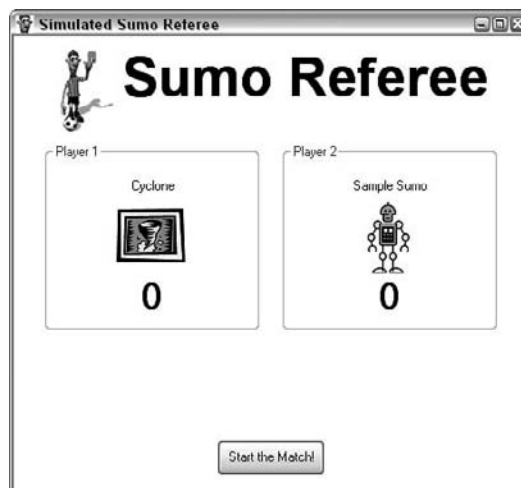 Simulated Sumo Referee
Sumo Referee
Player 1
Cyclone
0
Player 2
Sample Sumo
0
Start the Match!